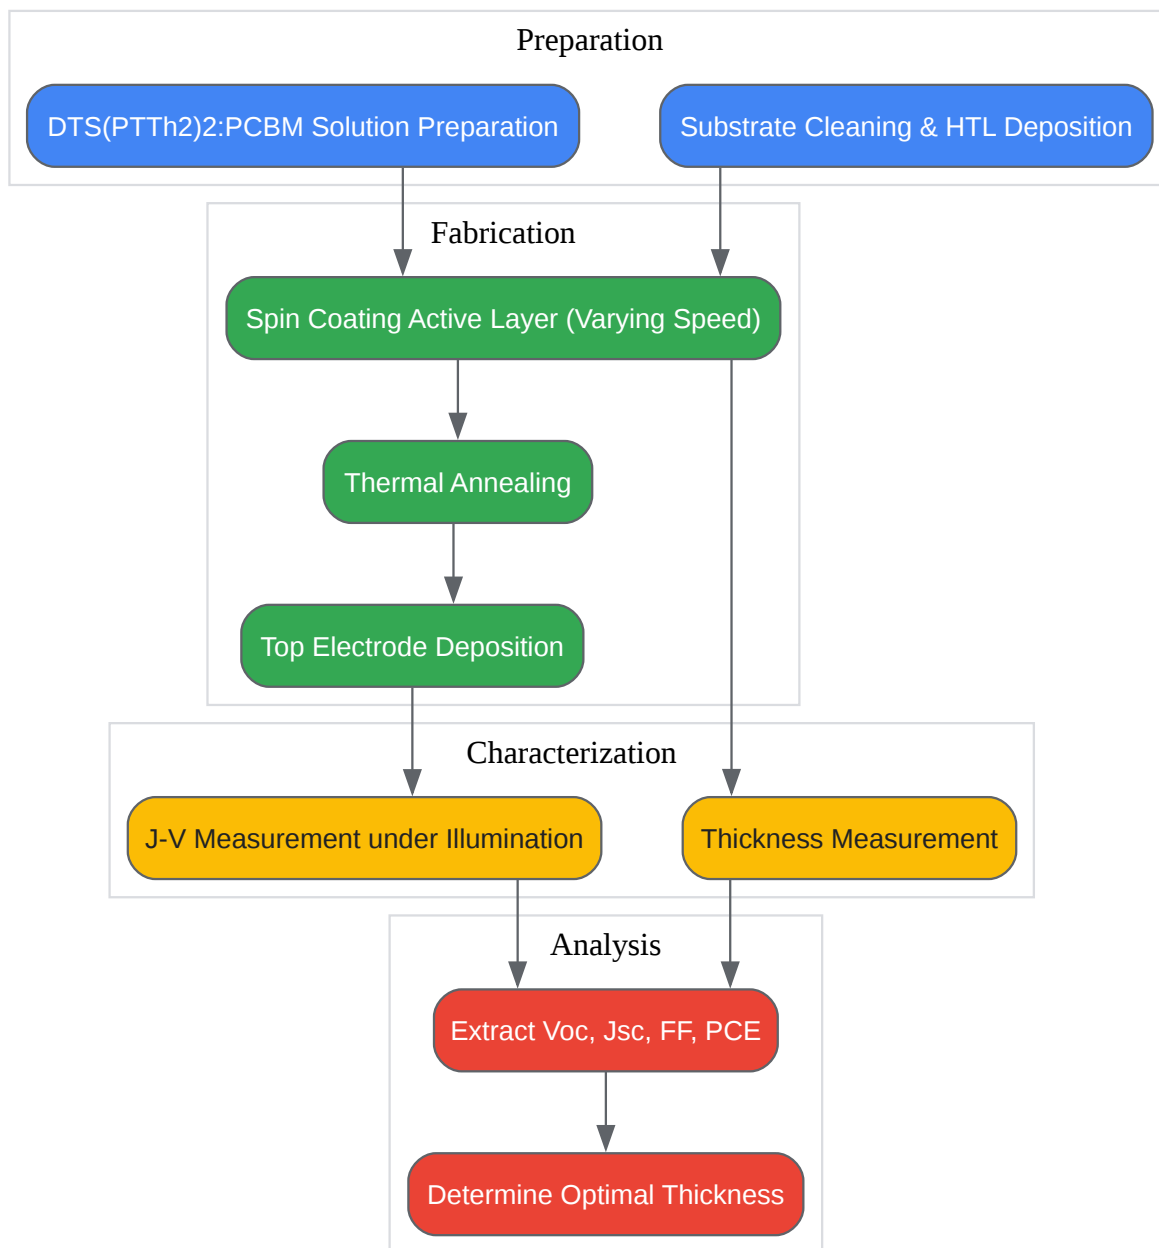 Preparation
DTS(PTTh2)2:PCBM Solution Preparation
Substrate Cleaning & HTL Deposition
Fabrication
Spin Coating Active Layer (Varying Speed)
Thermal Annealing
Top Electrode Deposition
Characterization
J-V Measurement under Illumination
Thickness Measurement
Analysis
Extract Voc, Jsc, FF, PCE
Determine Optimal Thickness